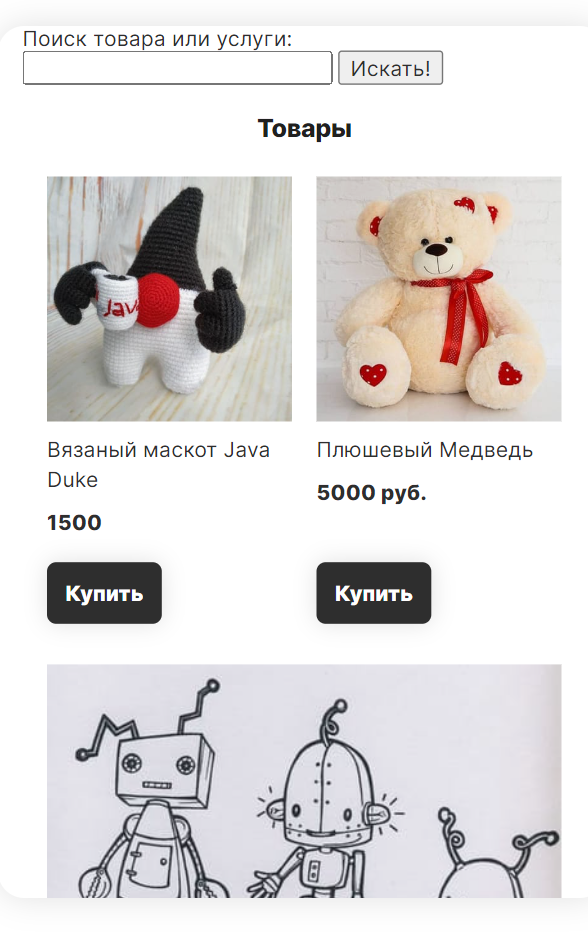 Поиск товара или услуги:
Искать!
Товары
Java
Вязаный маскот Java
Duke
1500
Купить
Плюшевый Медведь
5000 руб.
Купить